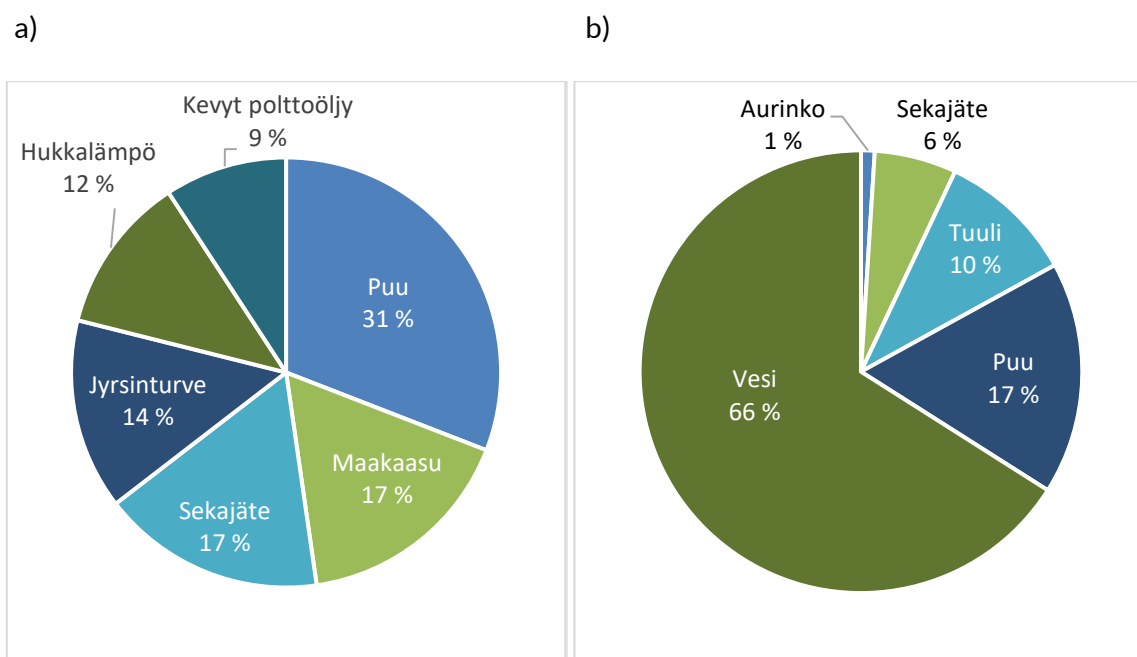 a)
b)
Kevyt polttoöljy
9 %
Hukkalämpö
12 %
Puu
31 %
Jyrsinturve
14 %
Maakaasu
17 %
Sekajäte
17 %
Aurinko
1 %
Sekajäte
6 %
Tuuli
10 %
Puu
17 %
Vesi
66 %